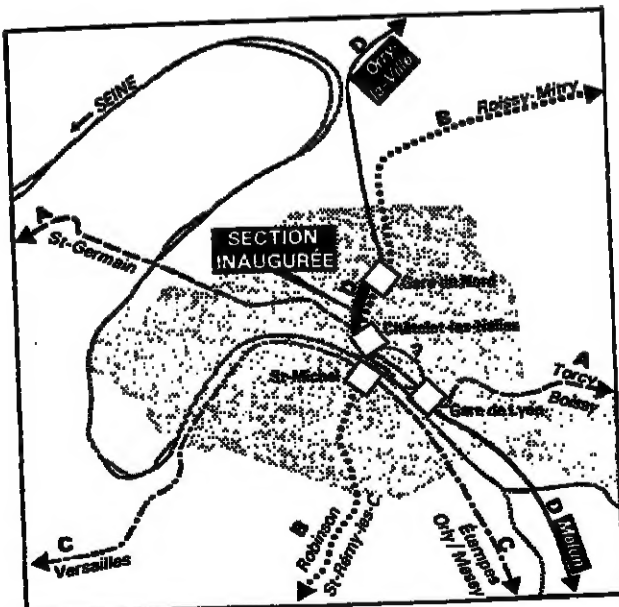 D
Orry-
la-Ville
← SEINE
B
Roissy-Mitry
A
St-Germain
SECTION
INAUGURÉE
Gare du Nord
Châtelet-les-Halles
St-Michel
A
Torcy
Boissy
Gare de Lyon
C
Versailles
B
Robinson
St-Rémy-les-C.
Étampes
Orly / Massy
C
D
Melun